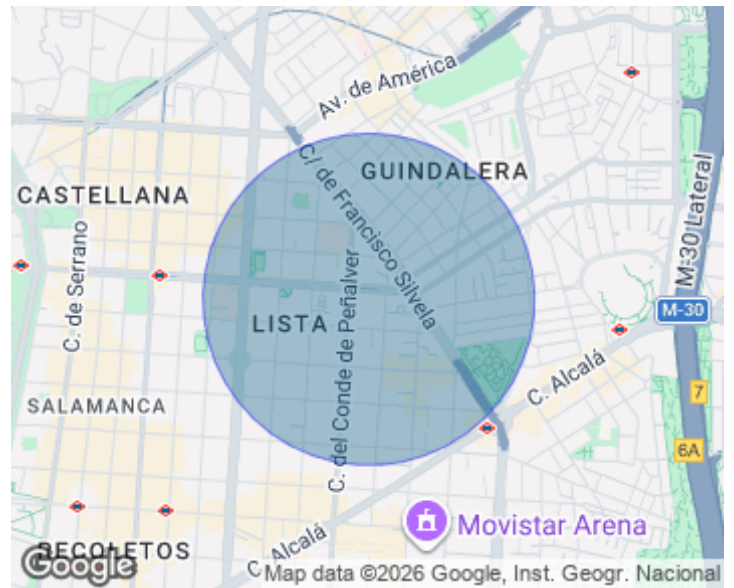 Av. de América
C/ de Francisco Silvela
GUINDALERA
CASTELLANA
C. de Serrano
M-30 Lateral
C. del Conde de Peñalver
LISTA
M-30
C. Alcalá
SALAMANCA
7
6A
Movistar Arena
RECOLETOS
C. Alcalá
Google
Map data ©2026 Google, Inst. Geogr. Nacional